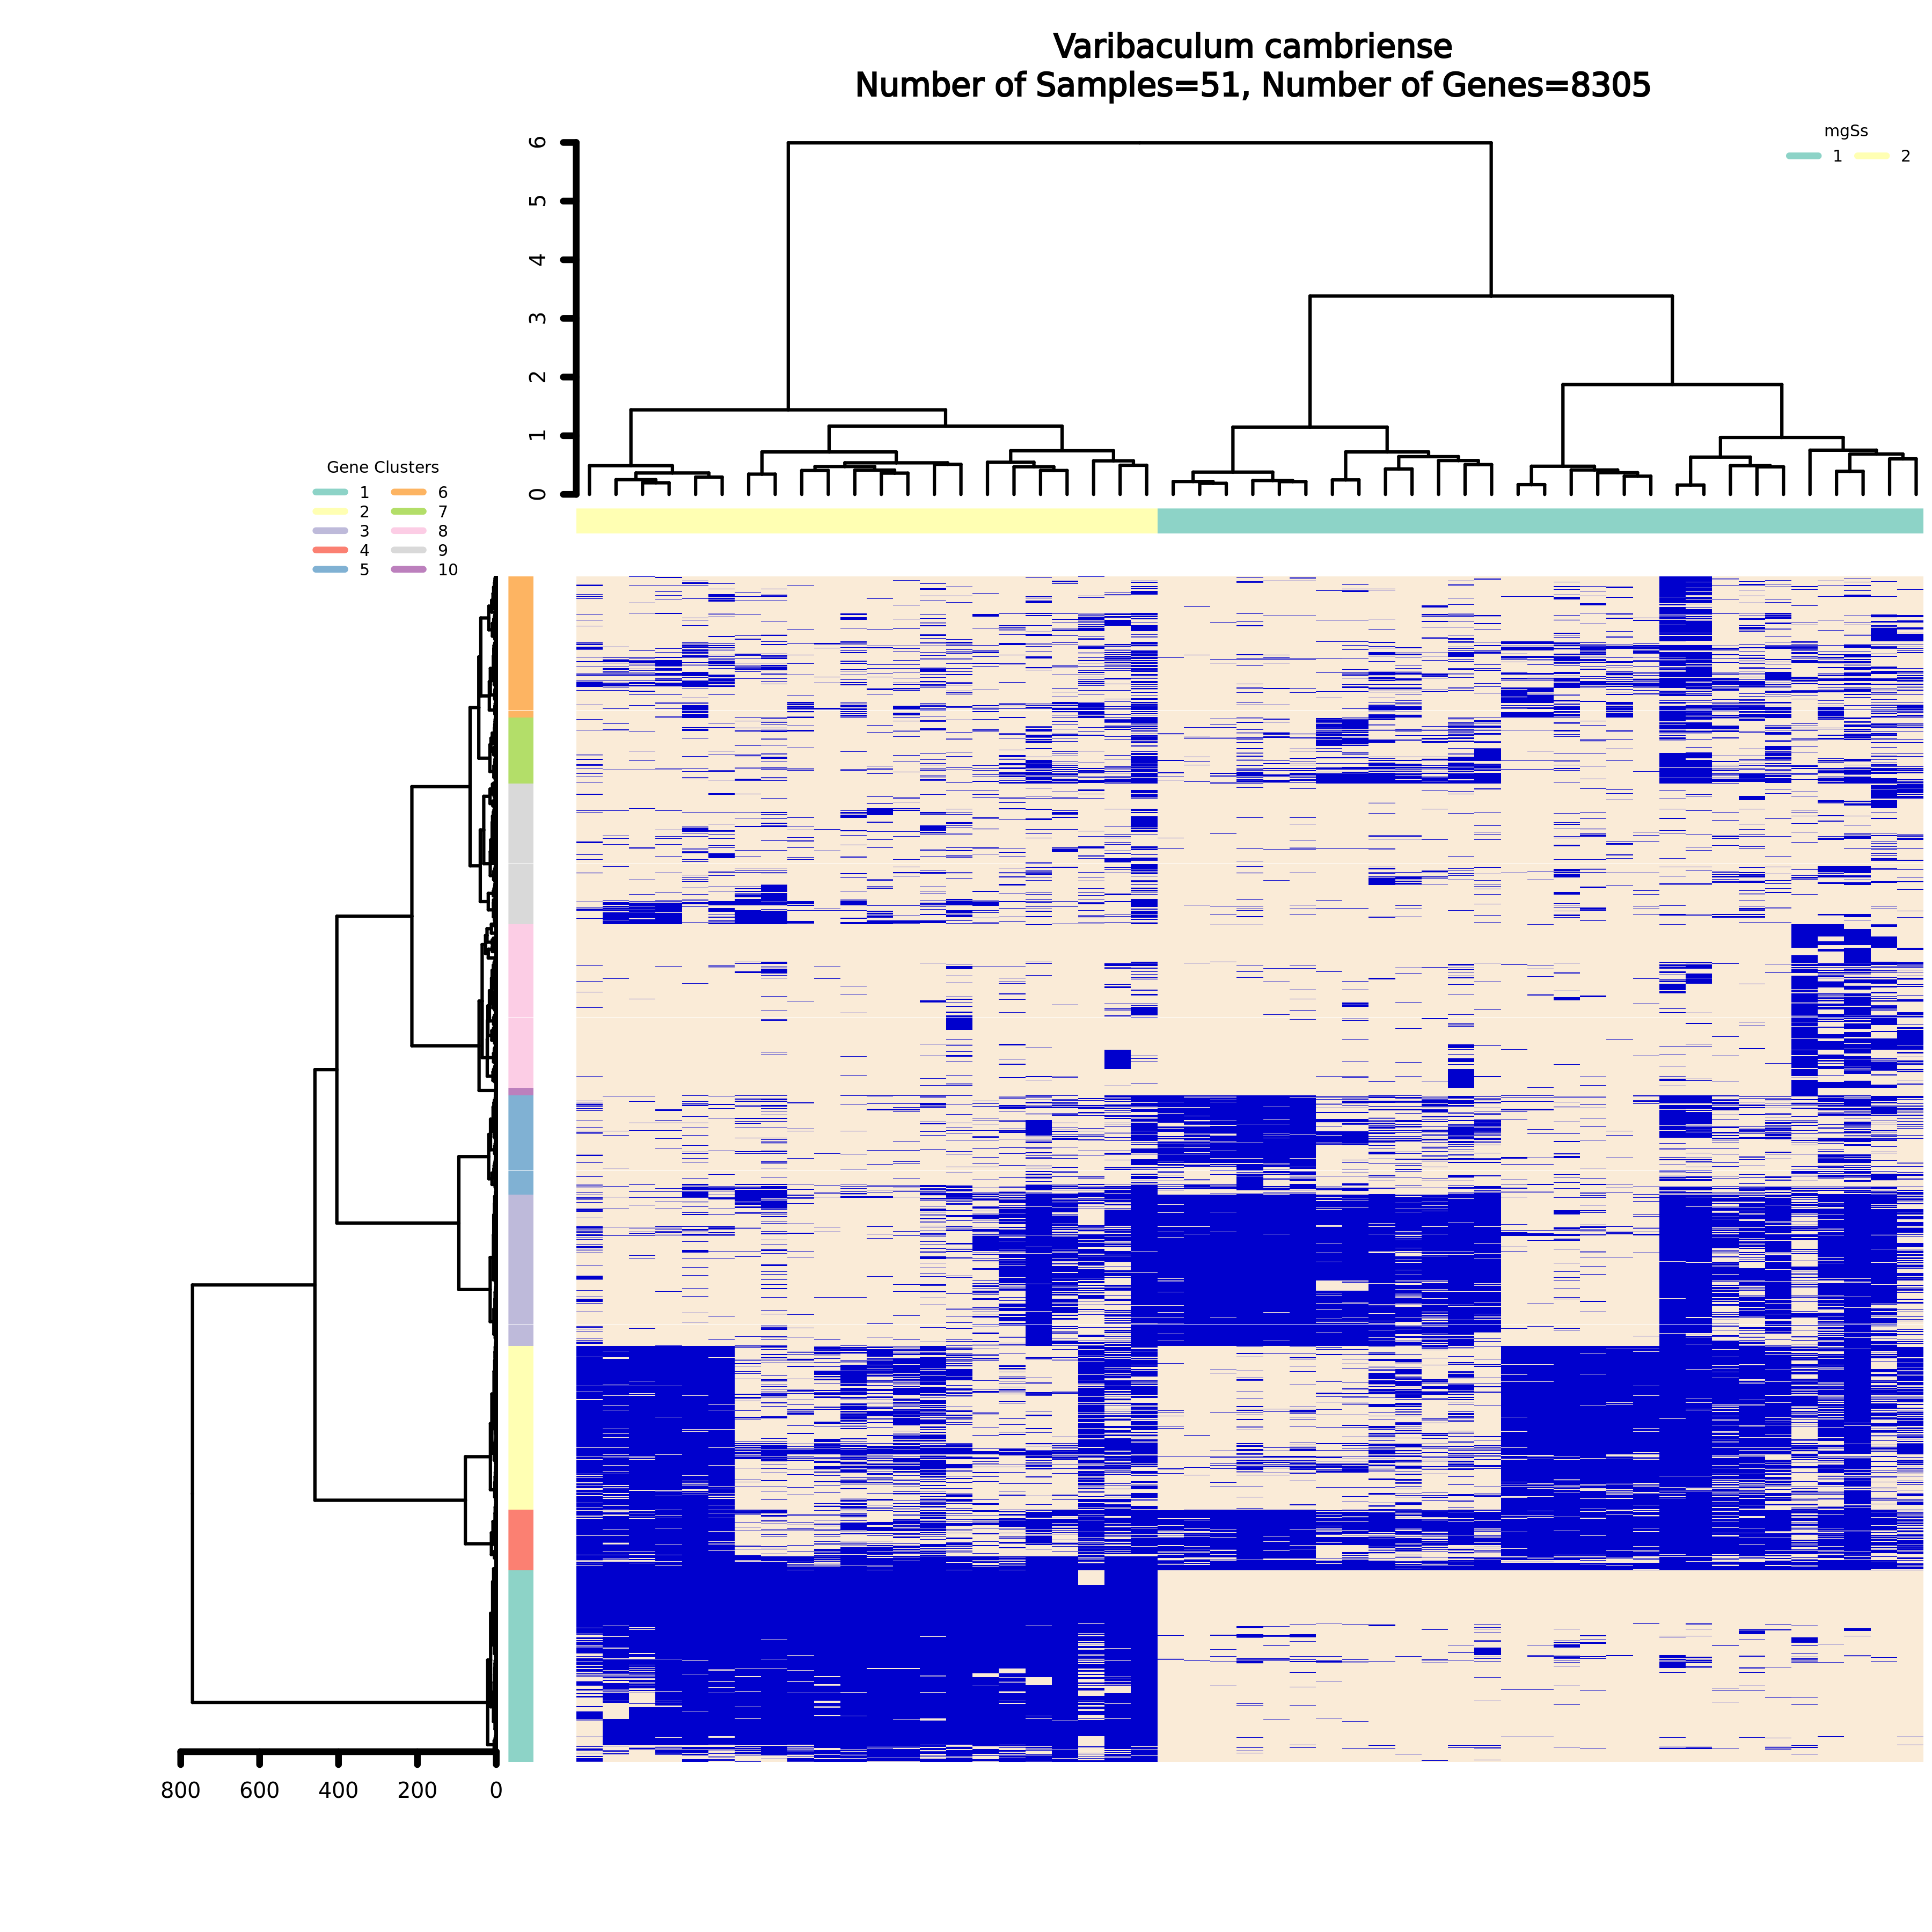 Varibaculum cambriense
Number of Samples=51, Number of Genes=8305
mgSs
1 2
6
5
4
3
2
1
0
Gene Clusters
1 6
2 7
3 8
4 9
5 10
800 600 400 200 0